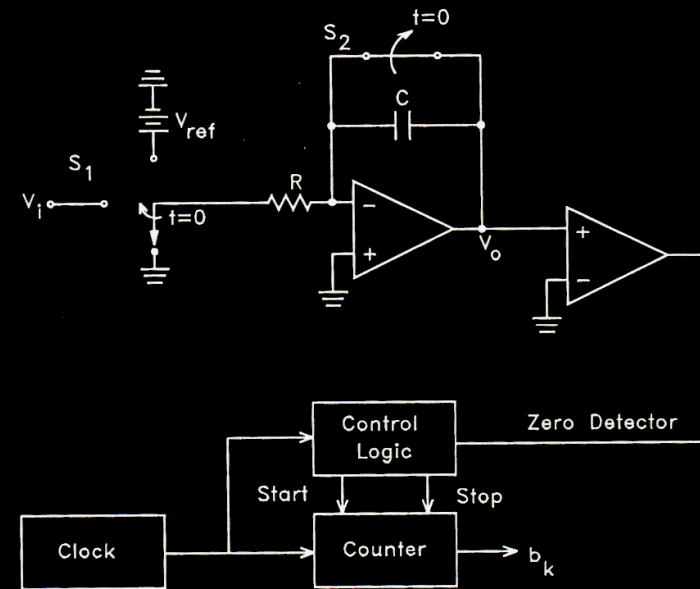 t=0
S2
C
Vref
S1
R
Vi
t=0
−
+
Vo
+
−
Control
Logic
Zero Detector
Start
Stop
Clock
Counter
bk